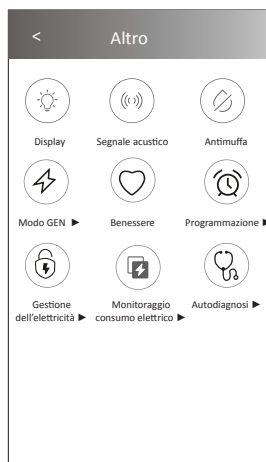 < Altro
Display Segnale acustico Antimuffa
Modo GEN ► Benessere Programmazione ►
Gestione Monitoraggio Autodiagnosi ►
dell'elettricità ► consumo elettrico ►